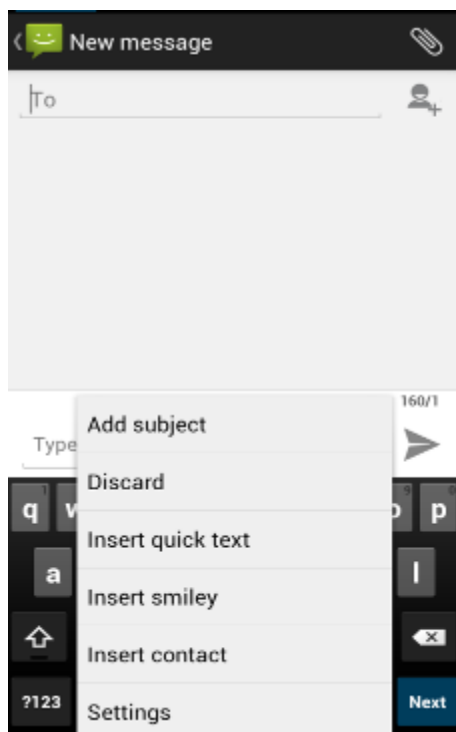 New message
To
160/1
Type
Add subject
Discard
Insert quick text
Insert smiley
Insert contact
Settings
q w o p
a l
?123 Next